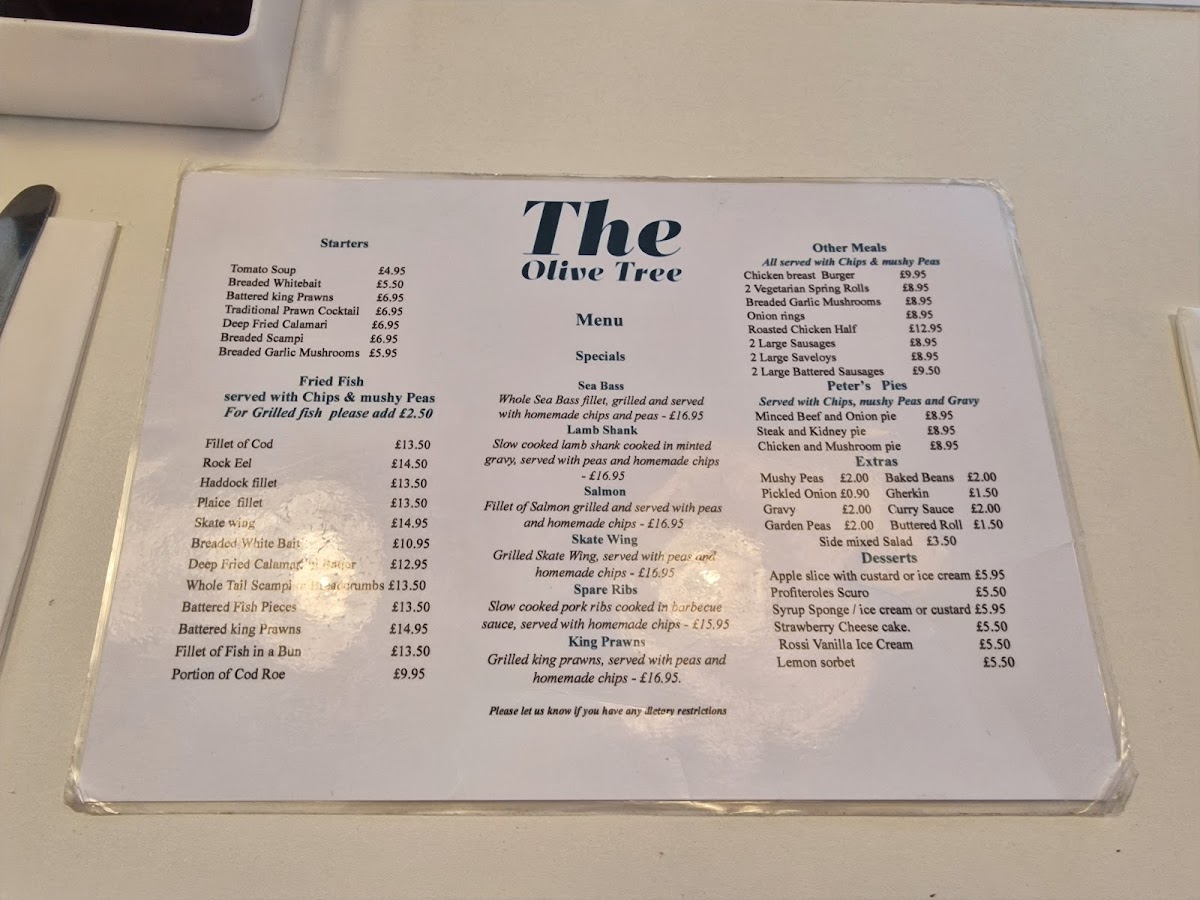 The
Olive Tree
Menu
Starters
Tomato Soup £4.95
Breaded Whitebait £5.50
Battered king Prawns £6.95
Traditional Prawn Cocktail £6.95
Deep Fried Calamari £6.95
Breaded Scampi £6.95
Breaded Garlic Mushrooms £5.95
Fried Fish
served with Chips & mushy Peas
For Grilled fish please add £2.50
Fillet of Cod £13.50
Rock Eel £14.50
Haddock fillet £13.50
Plaice fillet £13.50
Skate wing £14.95
Breaded White Bait £10.95
Deep Fried Calamari in Batter £12.95
Whole Tail Scampi Breadcrumbs £13.50
Battered Fish Pieces £13.50
Battered king Prawns £14.95
Fillet of Fish in a Bun £13.50
Portion of Cod Roe £9.95
Specials
Sea Bass
Whole Sea Bass fillet, grilled and served
with homemade chips and peas - £16.95
Lamb Shank
Slow cooked lamb shank cooked in minted
gravy, served with peas and homemade chips
- £16.95
Salmon
Fillet of Salmon grilled and served with peas
and homemade chips - £16.95
Skate Wing
Grilled Skate Wing, served with peas and
homemade chips - £16.95
Spare Ribs
Slow cooked pork ribs cooked in barbecue
sauce, served with homemade chips - £15.95
King Prawns
Grilled king prawns, served with peas and
homemade chips - £16.95.
Please let us know if you have any dietary restrictions
Other Meals
All served with Chips & mushy Peas
Chicken breast Burger £9.95
2 Vegetarian Spring Rolls £8.95
Breaded Garlic Mushrooms £8.95
Onion rings £8.95
Roasted Chicken Half £12.95
2 Large Sausages £8.95
2 Large Saveloys £8.95
2 Large Battered Sausages £9.50
Peter's Pies
Served with Chips, mushy Peas and Gravy
Minced Beef and Onion pie £8.95
Steak and Kidney pie £8.95
Chicken and Mushroom pie £8.95
Extras
Mushy Peas £2.00 Baked Beans £2.00
Pickled Onion £0.90 Gherkin £1.50
Gravy £2.00 Curry Sauce £2.00
Garden Peas £2.00 Buttered Roll £1.50
Side mixed Salad £3.50
Desserts
Apple slice with custard or ice cream £5.95
Profiteroles Scuro £5.50
Syrup Sponge / ice cream or custard £5.95
Strawberry Cheese cake. £5.50
Rossi Vanilla Ice Cream £5.50
Lemon sorbet £5.50